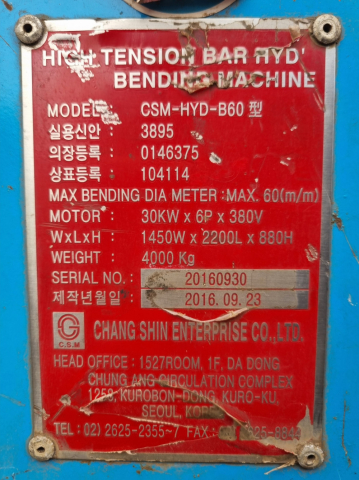 HIGH TENSION BAR HYD'
BENDING MACHINE
MODEL : CSM-HYD-B60 型
실용신안 : 3895
의장등록 : 0146375
상표등록 : 104114
MAX BENDING DIA METER : MAX. 60(m/m)
MOTOR : 30KW x 6P x 380V
WxLxH : 1450W x 2200L x 880H
WEIGHT : 4000 Kg
SERIAL NO. : 20160930
제작년월일 : 2016. 09. 23
C.S.M
CHANG SHIN ENTERPRISE CO.,LTD.
HEAD OFFICE : 1527ROOM, 1F, DA DONG
CHUNG ANG CIRCULATION COMPLEX
1258, KUROBON-DONG, KURO-KU,
SEOUL, KOREA
TEL : 02) 2625-2355~7 FAX :